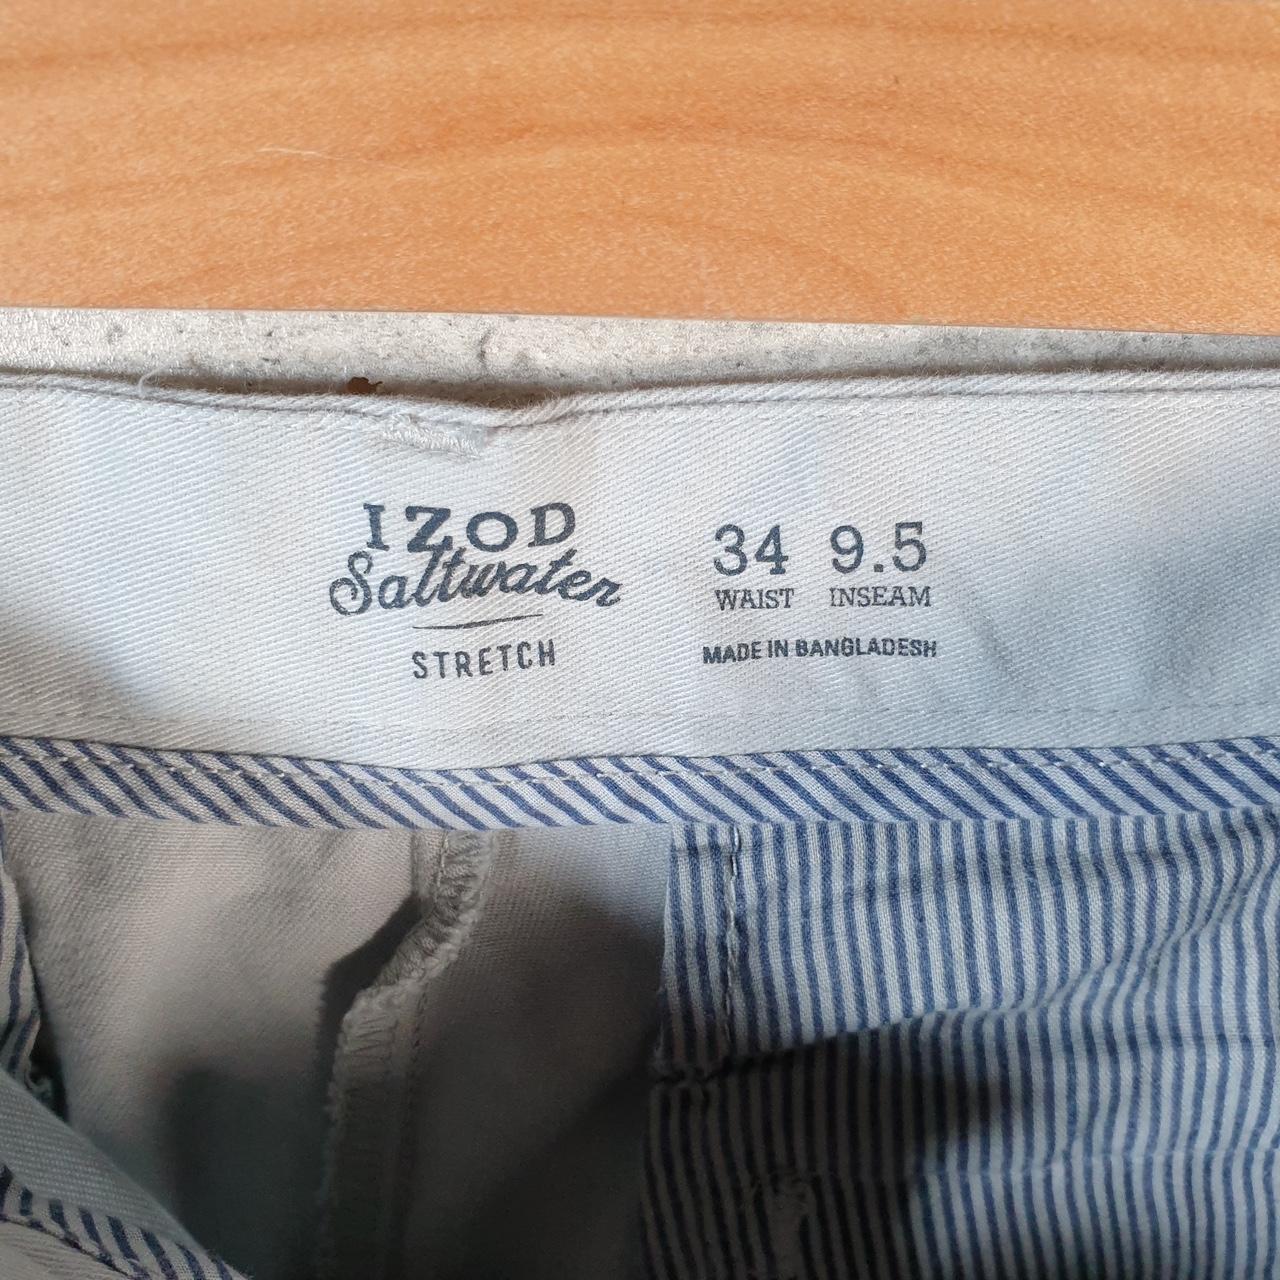 IZOD
Saltwater
STRETCH
34 9.5
WAIST INSEAM
MADE IN BANGLADESH